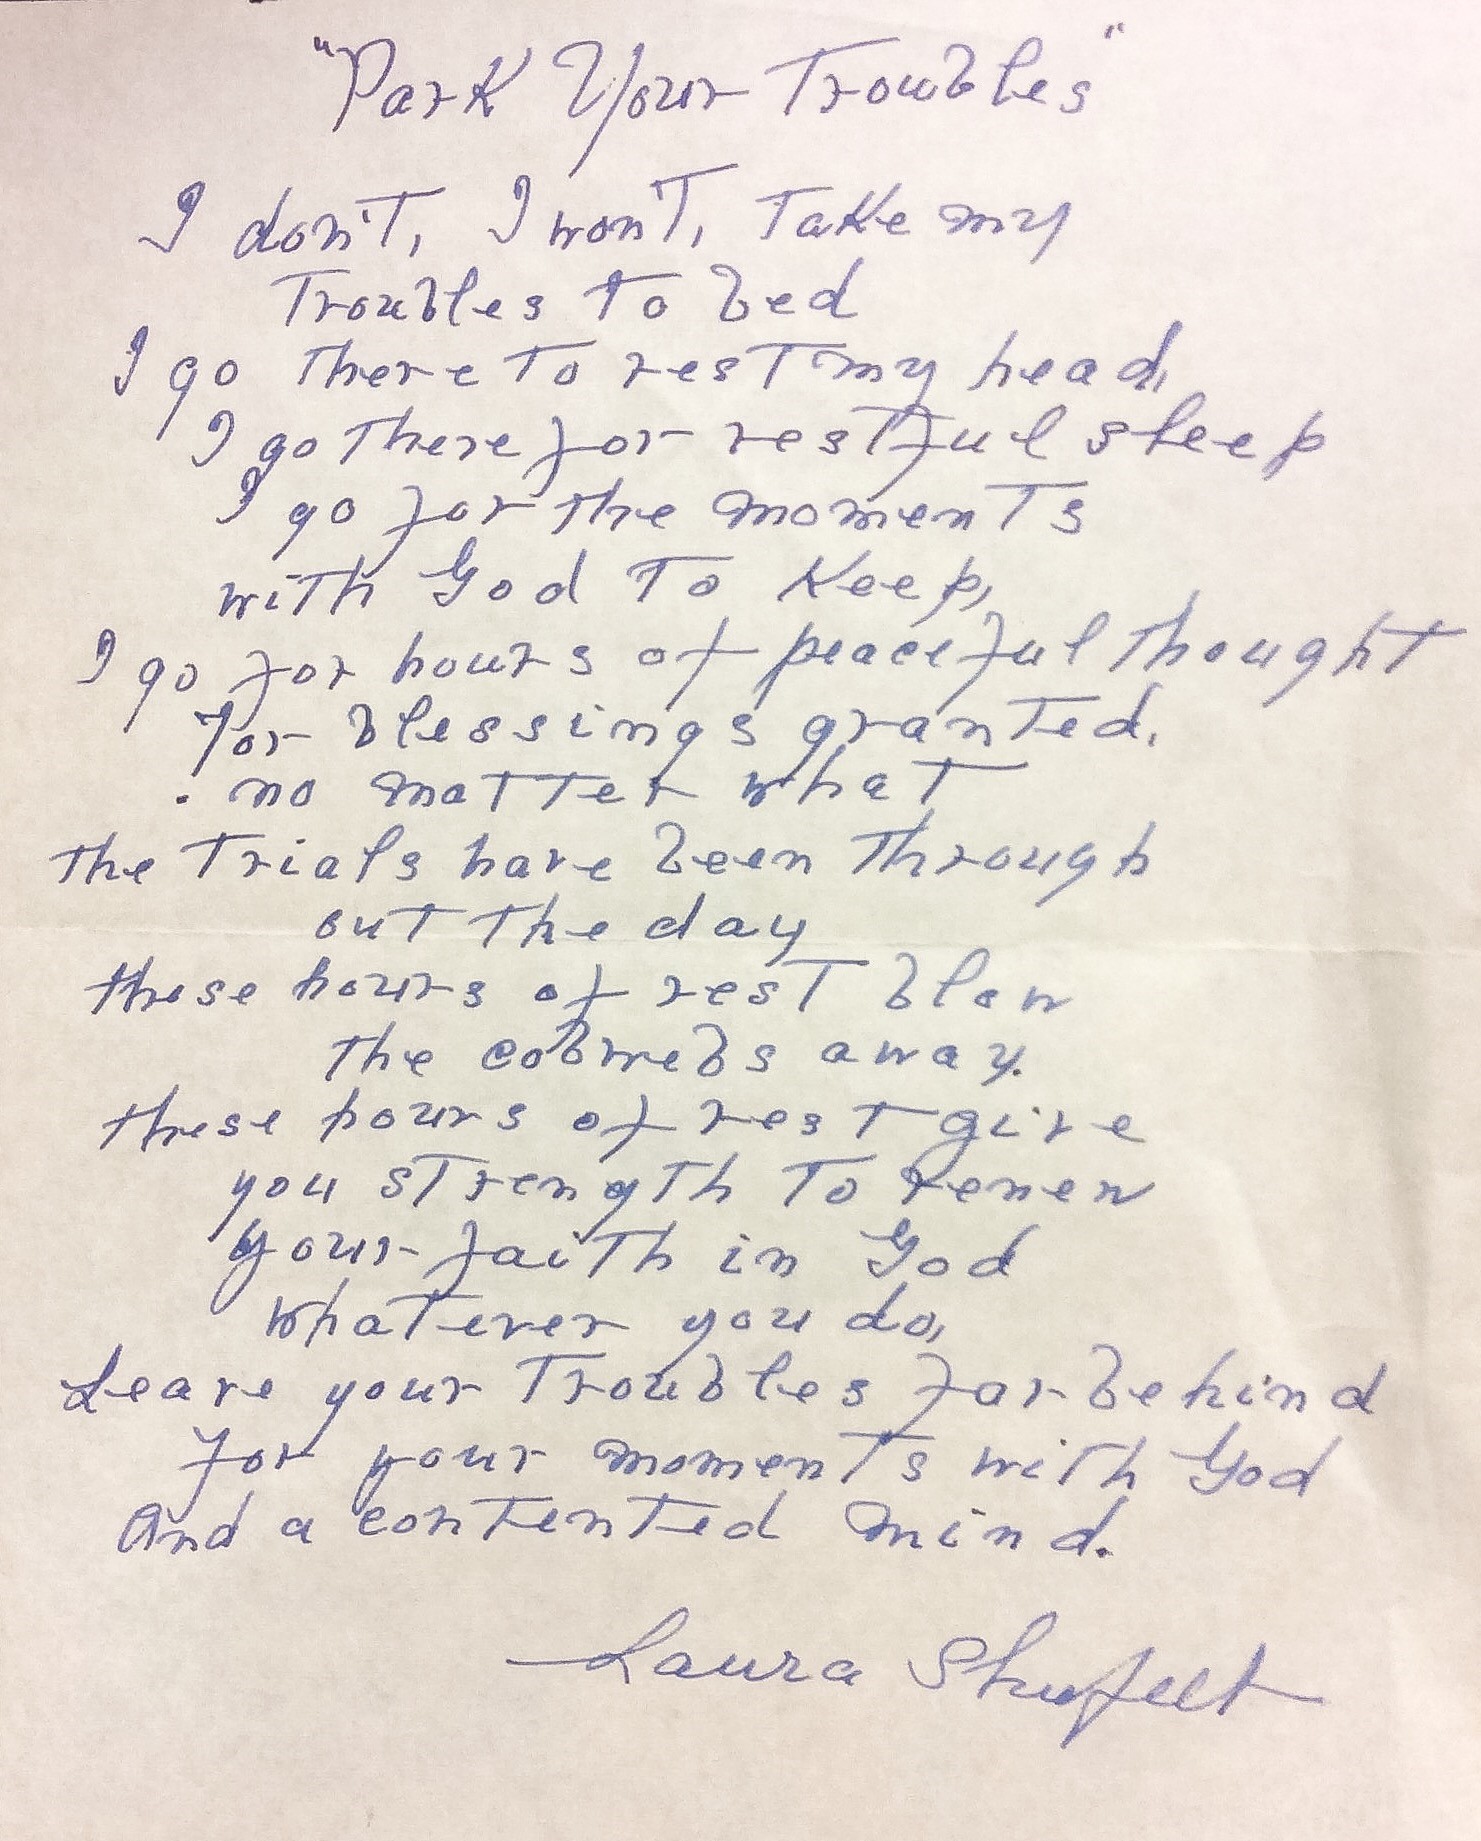 "Park Your Troubles"
I don't, I won't, Take my
Troubles To bed
I go There To rest my head,
I go There for restful sleep
I go for the moments
with God To Keep,
I go for hours of peaceful Thought
For blessings granted,
. no matter what
The Trials have been Through
out The day
these hours of rest blow
The cobwebs away.
these hours of rest give
you strength To renew
your faith in God
whatever you do,
Leave your Troubles far behind
For your moments with God
And a contented mind.
Laura Shufelt